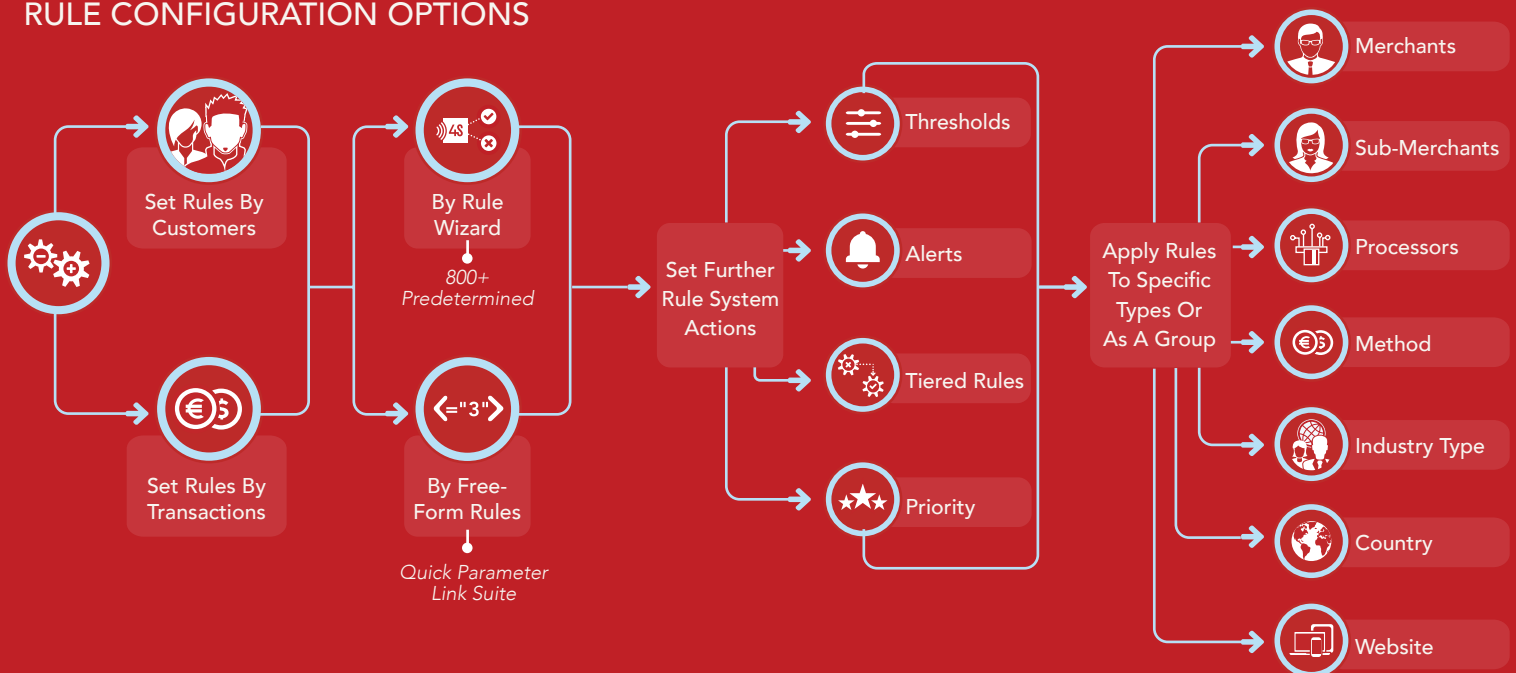 RULE CONFIGURATION OPTIONS
Set Rules By
Customers
Set Rules By
Transactions
4S
By Rule
Wizard
800+
Predetermined
<="3">
By Free-
Form Rules
Quick Parameter
Link Suite
Set Further
Rule System
Actions
Thresholds
Alerts
Tiered Rules
Priority
Apply Rules
To Specific
Types Or
As A Group
Merchants
Sub-Merchants
Processors
Method
Industry Type
Country
Website